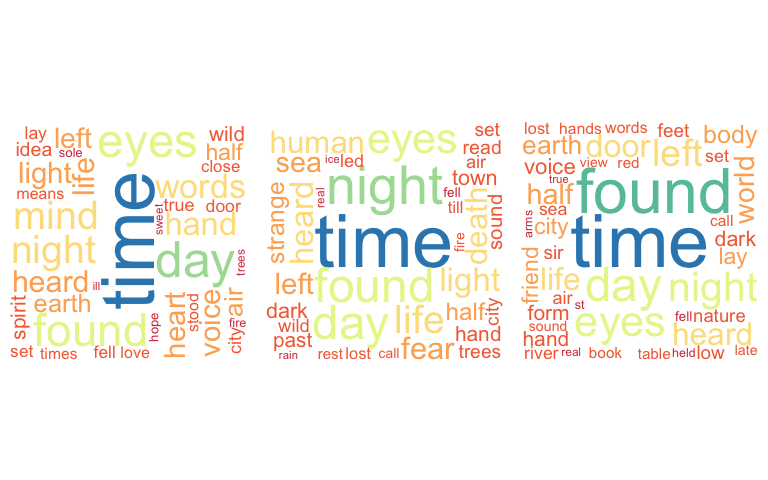 lay left eyes wild
idea sole half
light life close
means words
mind time true door
sweet hand
night day trees
heard ill
earth heart voice air
spirit found hope stood fire
city
set times fell love
human eyes set
sea ice led read
air
strange heard real night town
fell death sound
time till
fire
left found light
dark day life half city
wild hand
past fear trees
rain rest lost call
lost hands words feet body
earth door left
voice view red set world
true found
half
sea call
arms city time dark
sir lay
friend life day night
air
form st eyes fell nature
sound heard
hand
river real book table held low late